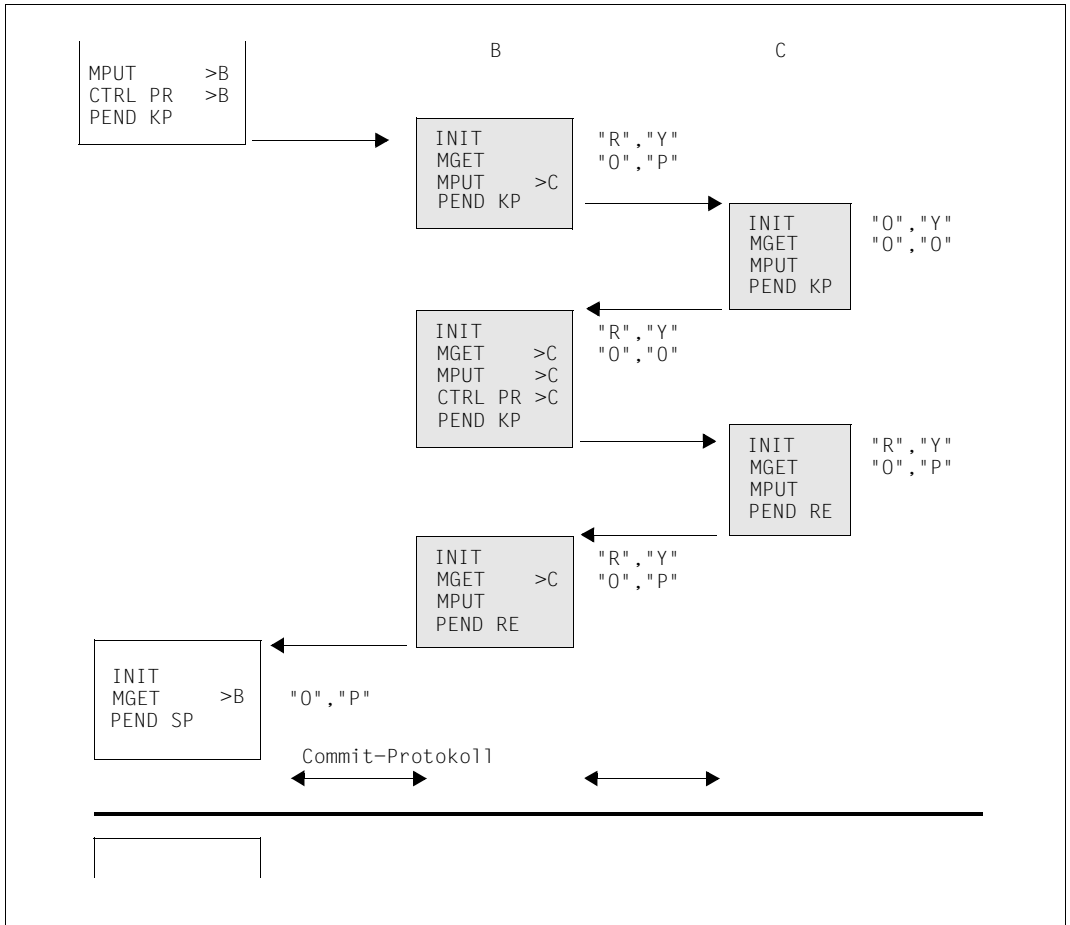 B C
MPUT >B
CTRL PR >B
PEND KP
INIT "R","Y"
MGET "O","P"
MPUT >C
PEND KP
INIT "O","Y"
MGET "O","O"
MPUT
PEND KP
INIT "R","Y"
MGET >C "O","O"
MPUT >C
CTRL PR >C
PEND KP
INIT "R","Y"
MGET "O","P"
MPUT
PEND RE
INIT "R","Y"
MGET >C "O","P"
MPUT
PEND RE
INIT
MGET >B "O","P"
PEND SP
Commit-Protokoll